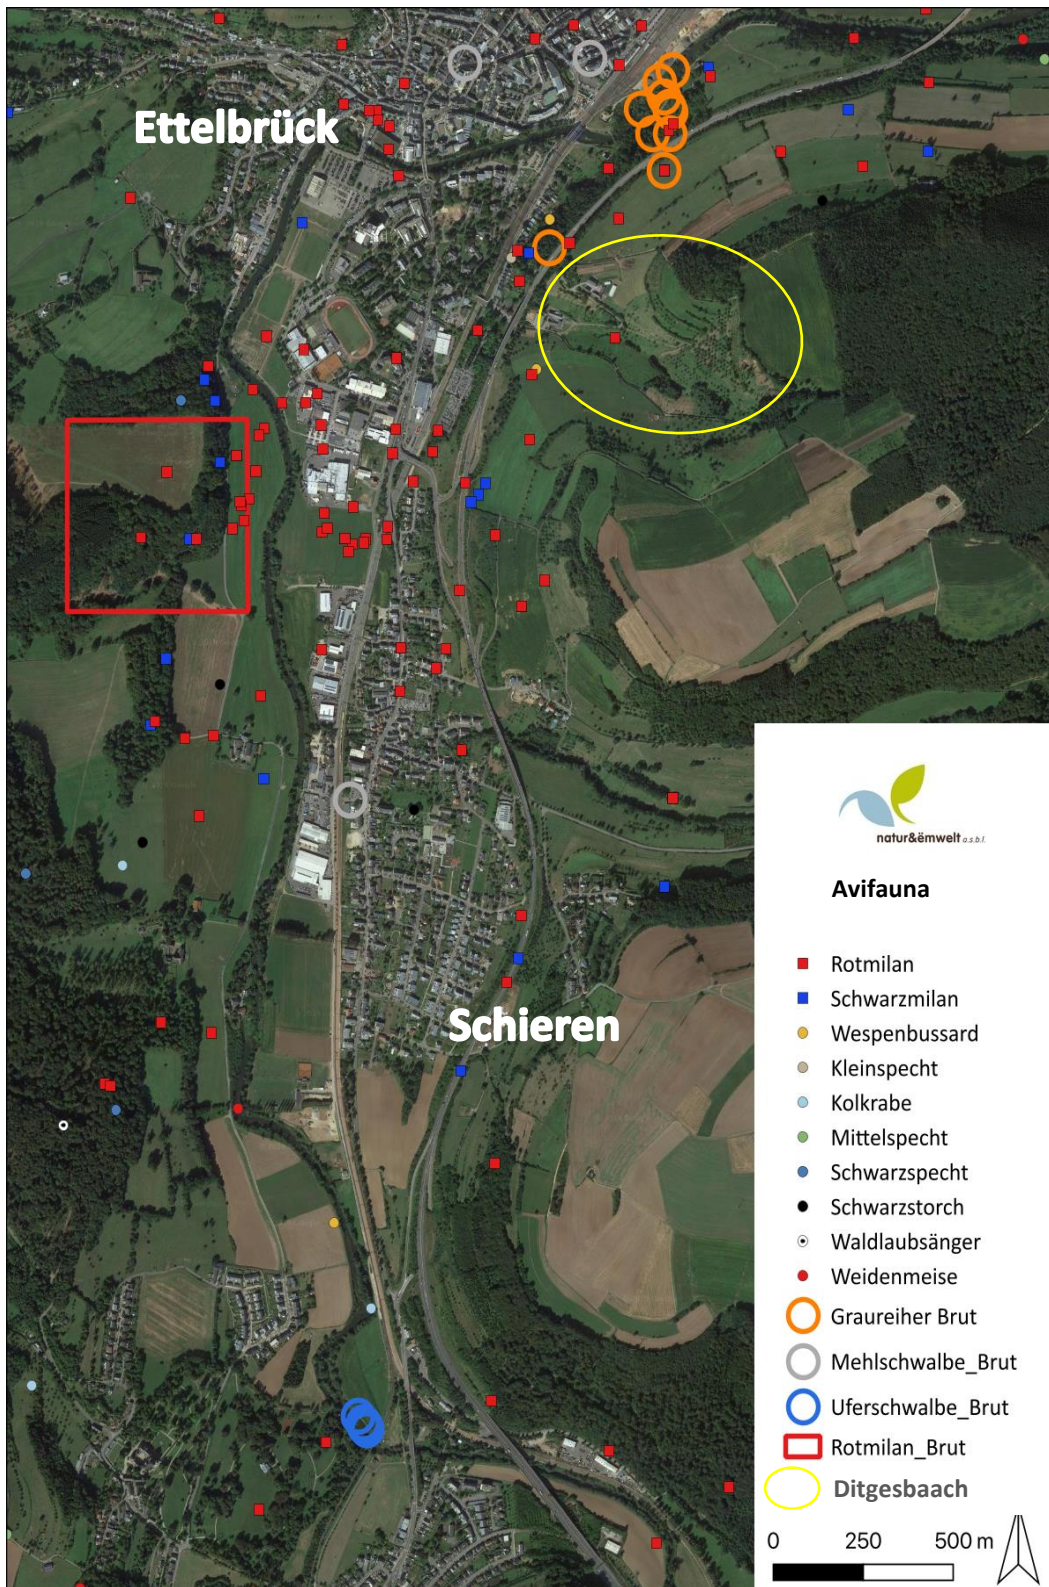 Ettelbrück
Schieren
natur&ëmwelt a.s.b.l.
Avifauna
Rotmilan
Schwarzmilan
Wespenbussard
Kleinspecht
Kolkrabe
Mittelspecht
Schwarzspecht
Schwarzstorch
Waldlaubsänger
Weidenmeise
Graureiher Brut
Mehlschwalbe_Brut
Uferschwalbe_Brut
Rotmilan_Brut
Ditgesbaach
0 250 500 m